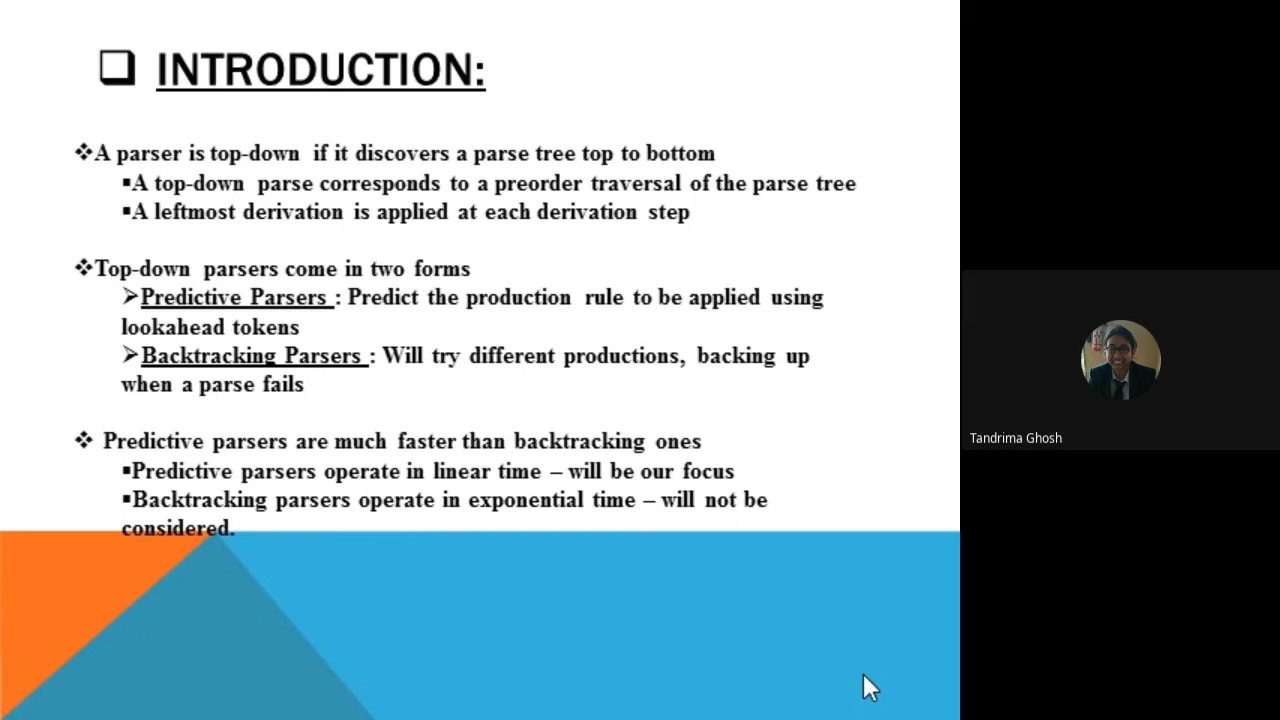 ❑ INTRODUCTION:
❖A parser is top-down if it discovers a parse tree top to bottom
▪A top-down parse corresponds to a preorder traversal of the parse tree
▪A leftmost derivation is applied at each derivation step
❖Top-down parsers come in two forms
➢Predictive Parsers : Predict the production rule to be applied using
lookahead tokens
➢Backtracking Parsers : Will try different productions, backing up
when a parse fails
❖ Predictive parsers are much faster than backtracking ones
▪Predictive parsers operate in linear time – will be our focus
▪Backtracking parsers operate in exponential time – will not be
considered.
Tandrima Ghosh